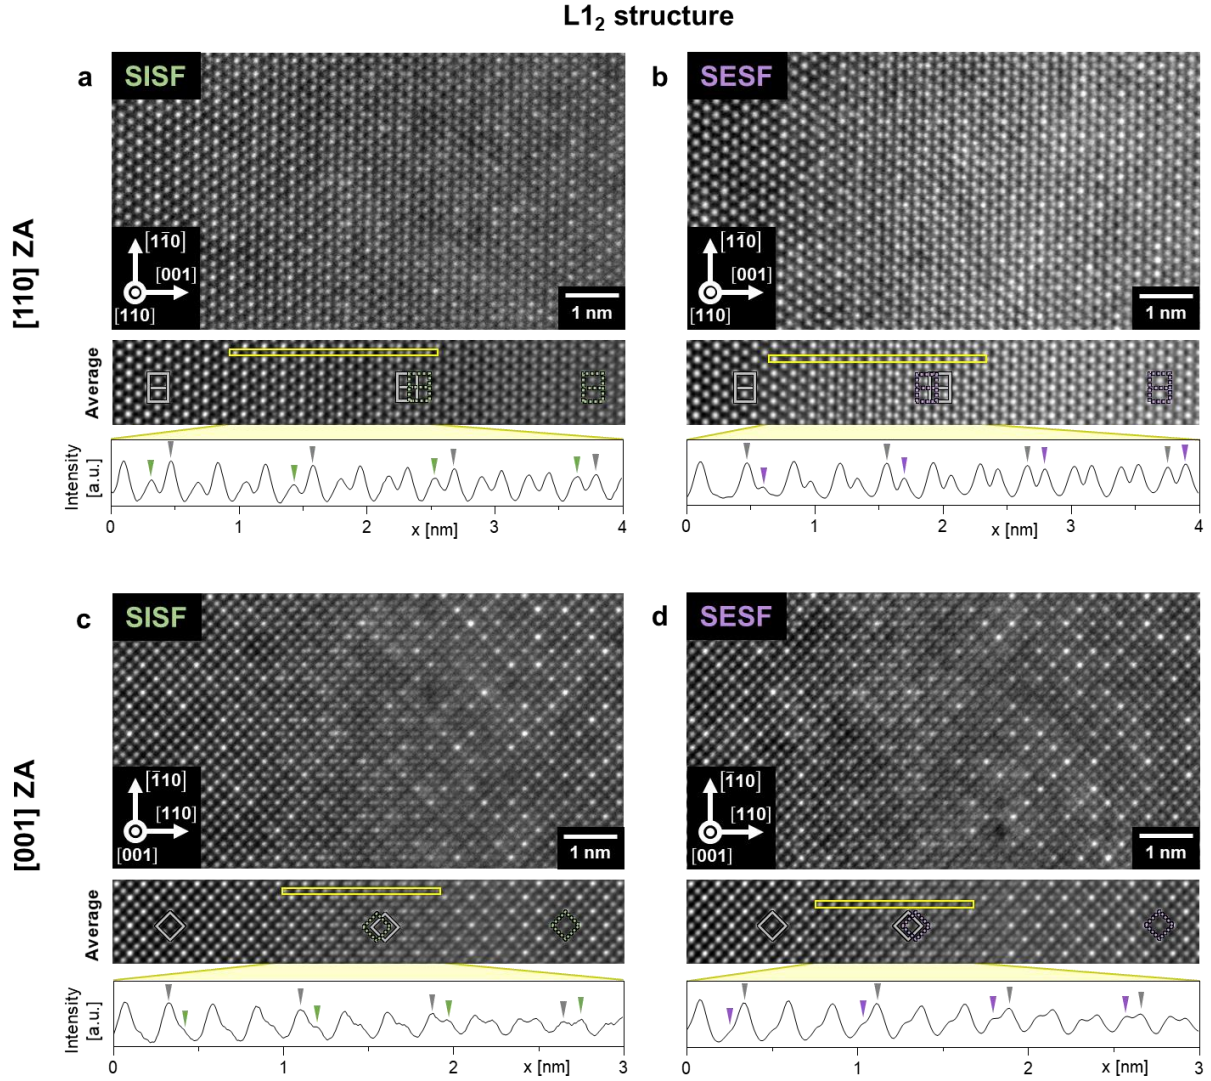 L1₂ structure
a
SISF
b
SESF
[110] ZA
[11̅0]
[001]
[110]
1 nm
[11̅0]
[001]
[110]
1 nm
Average
Intensity
[a.u.]
0
1
2
3
4
x [nm]
Intensity
[a.u.]
0
1
2
3
4
x [nm]
c
SISF
d
SESF
[001] ZA
[1̅10]
[110]
[001]
1 nm
[1̅10]
[110]
[001]
1 nm
Average
Intensity
[a.u.]
0
1
2
3
x [nm]
0
1
2
3
x [nm]